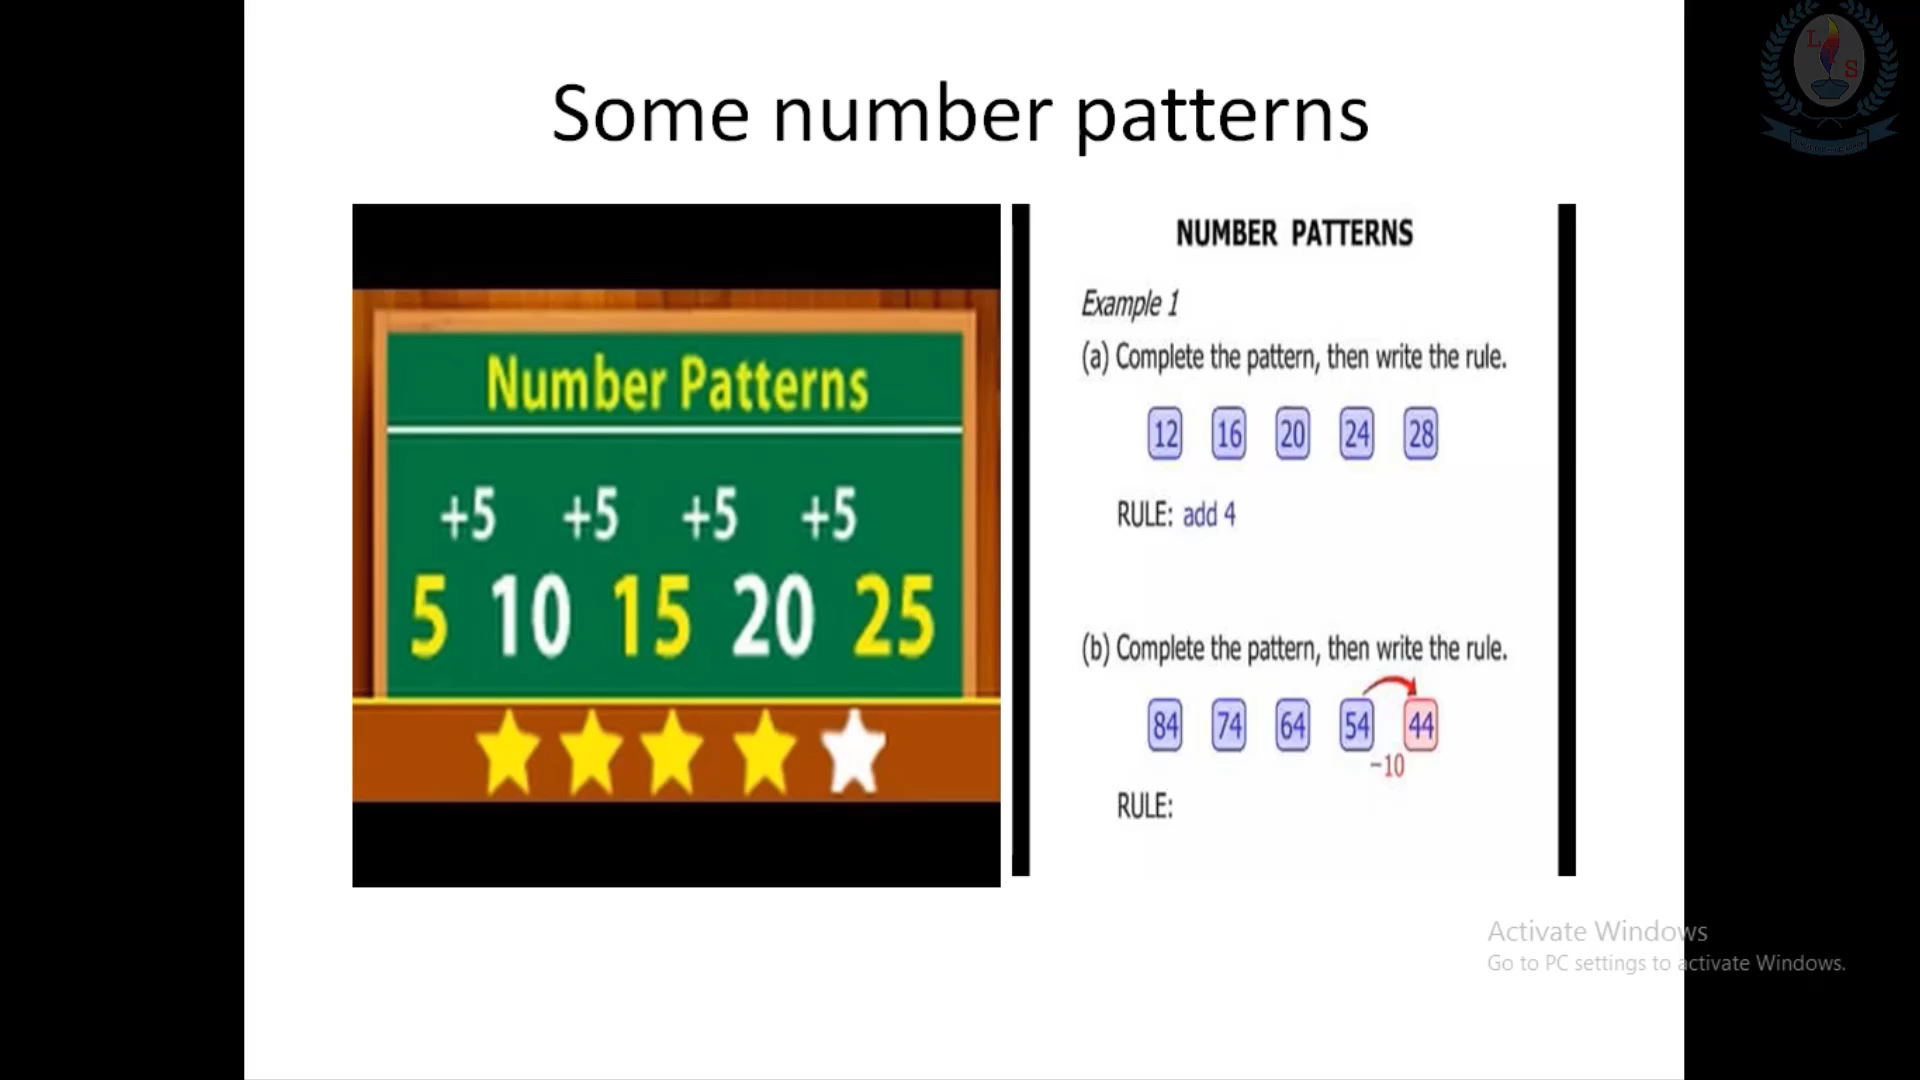 Some number patterns
Number Patterns
+5 +5 +5 +5
5 10 15 20 25
NUMBER PATTERNS
Example 1
(a) Complete the pattern, then write the rule.
12 16 20 24 28
RULE: add 4
(b) Complete the pattern, then write the rule.
84 74 64 54 44
−10
RULE:
L
S
Activate Windows
Go to PC settings to activate Windows.